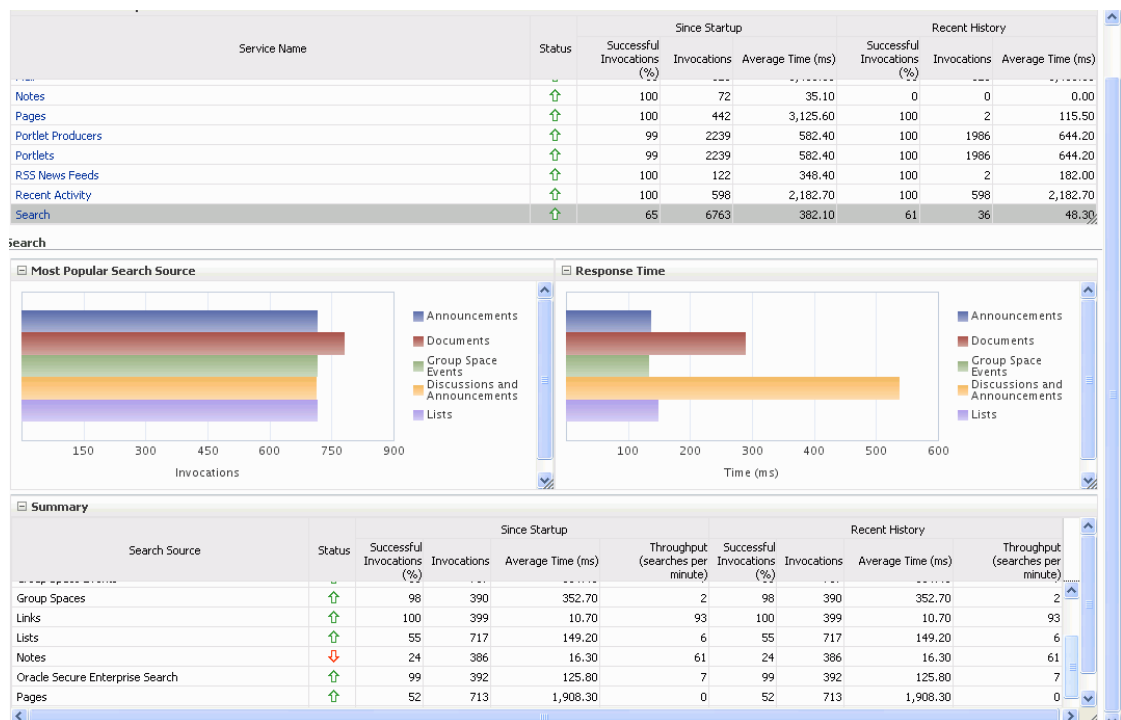 Since Startup Recent History
Service Name Status Successful Invocations (%) Invocations Average Time (ms) Successful Invocations (%) Invocations Average Time (ms)
Notes 100 72 35.10 0 0 0.00
Pages 100 442 3,125.60 100 2 115.50
Portlet Producers 99 2239 582.40 100 1986 644.20
Portlets 99 2239 582.40 100 1986 644.20
RSS News Feeds 100 122 348.40 100 2 182.00
Recent Activity 100 598 2,182.70 100 598 2,182.70
Search 65 6763 382.10 61 36 48.30
Search
Most Popular Search Source
Announcements
Documents
Group Space
Events
Discussions and
Announcements
Lists
150 300 450 600 750 900
Invocations
Response Time
Announcements
Documents
Group Space
Events
Discussions and
Announcements
Lists
100 200 300 400 500 600
Time (ms)
Summary
Since Startup Recent History
Search Source Status Successful Invocations (%) Invocations Average Time (ms) Throughput (searches per minute) Successful Invocations (%) Invocations Average Time (ms) Throughput (searches per minute)
Group Spaces 98 390 352.70 2 98 390 352.70 2
Links 100 399 10.70 93 100 399 10.70 93
Lists 55 717 149.20 6 55 717 149.20 6
Notes 24 386 16.30 61 24 386 16.30 61
Oracle Secure Enterprise Search 99 392 125.80 7 99 392 125.80 7
Pages 52 713 1,908.30 0 52 713 1,908.30 0